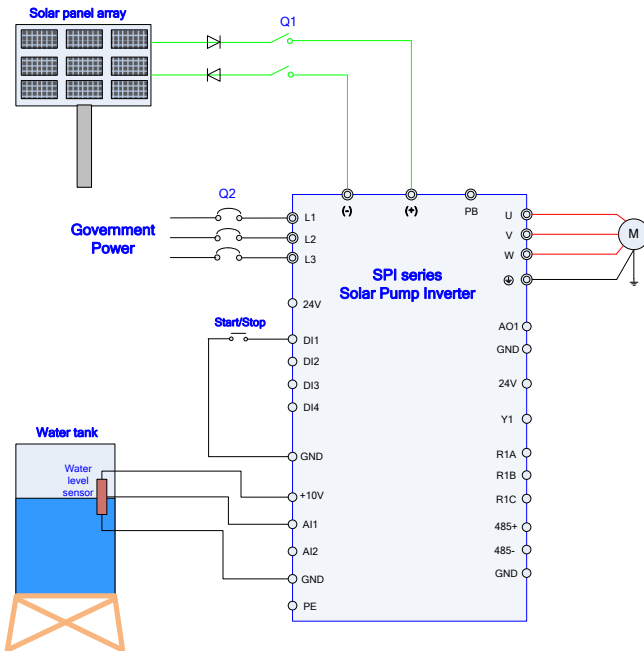 Solar panel array
Q1
Q2
Government
Power
L1
L2
L3
(-)
(+)
PB
U
V
W
M
SPI series
Solar Pump Inverter
24V
Start/Stop
DI1
DI2
DI3
DI4
GND
+10V
AI1
AI2
GND
PE
AO1
GND
24V
Y1
R1A
R1B
R1C
485+
485-
GND
Water tank
Water
level
sensor